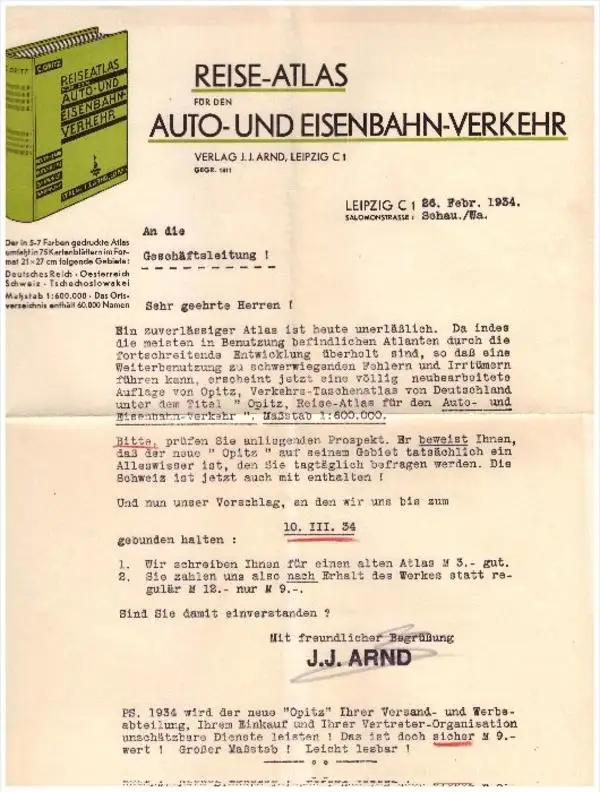 C. OPITZ
REISEATLAS
FÜR DEN
AUTO-UND
EISENBAHN-
VERKEHR
VERLAG J.J. ARND, LEIPZIG
REISE-ATLAS
FÜR DEN
AUTO- UND EISENBAHN-VERKEHR
VERLAG J.J. ARND, LEIPZIG C 1
GEGR. 1811
LEIPZIG C 1 26. Febr. 1934.
SALOMONSTRASSE Schau./Wa.
Der in 5-7 Farben gedruckte Atlas
umfaßt in 75 Kartenblättern im For-
mat 21×27 cm folgende Gebiete:
Deutsches Reich · Oesterreich
Schweiz · Tschechoslowakei
Maßstab 1:600.000 · Das Orts-
verzeichnis enthält 60.000 Namen
An die
Geschäftsleitung !
Sehr geehrte Herren !
Ein zuverlässiger Atlas ist heute unerläßlich. Da indes
die meisten in Benutzung befindlichen Atlanten durch die
fortschreitende Entwicklung überholt sind, so daß eine
Weiterbenutzung zu schwerwiegenden Fehlern und Irrtümern
führen kann, erscheint jetzt eine völlig neubearbeitete
Auflage von Opitz, Verkehrs-Taschenatlas von Deutschland
unter dem Titel " Opitz, Reise-Atlas für den Auto- und
Eisenbahn-Verkehr ". Maßstab 1:600.000.
Bitte, prüfen Sie anliegenden Prospekt. Er beweist Ihnen,
daß der neue " Opitz " auf seinem Gebiet tatsächlich ein
Alleswisser ist, den Sie tagtäglich befragen werden. Die
Schweiz ist jetzt auch mit enthalten !
Und nun unser Vorschlag, an den wir uns bis zum
10. III. 34
gebunden halten :
1. Wir schreiben Ihnen für einen alten Atlas M 3.- gut.
2. Sie zahlen uns also nach Erhalt des Werkes statt re-
gulär M 12.- nur M 9.-.
Sind Sie damit einverstanden ?
Mit freundlicher Begrüßung
J.J. ARND
PS. 1934 wird der neue "Opitz" Ihrer Versand- und Werbe-
abteilung, Ihrem Einkauf und Ihrer Vertreter-Organisation
unschätzbare Dienste leisten ! Das ist doch sicher M 9.-
wert ! Großer Maßstab ! Leicht lesbar !